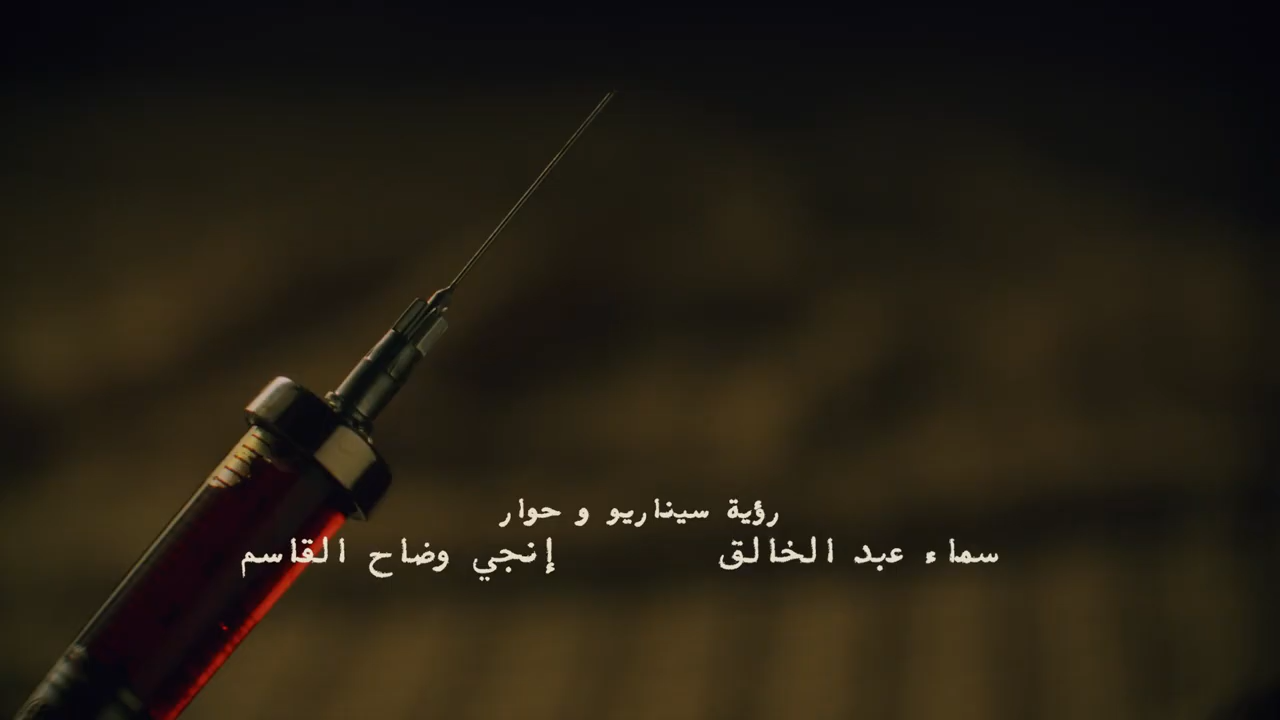 رؤية سيناريو و حوار
سماء عبد الخالق إنجي وضاح القاسم